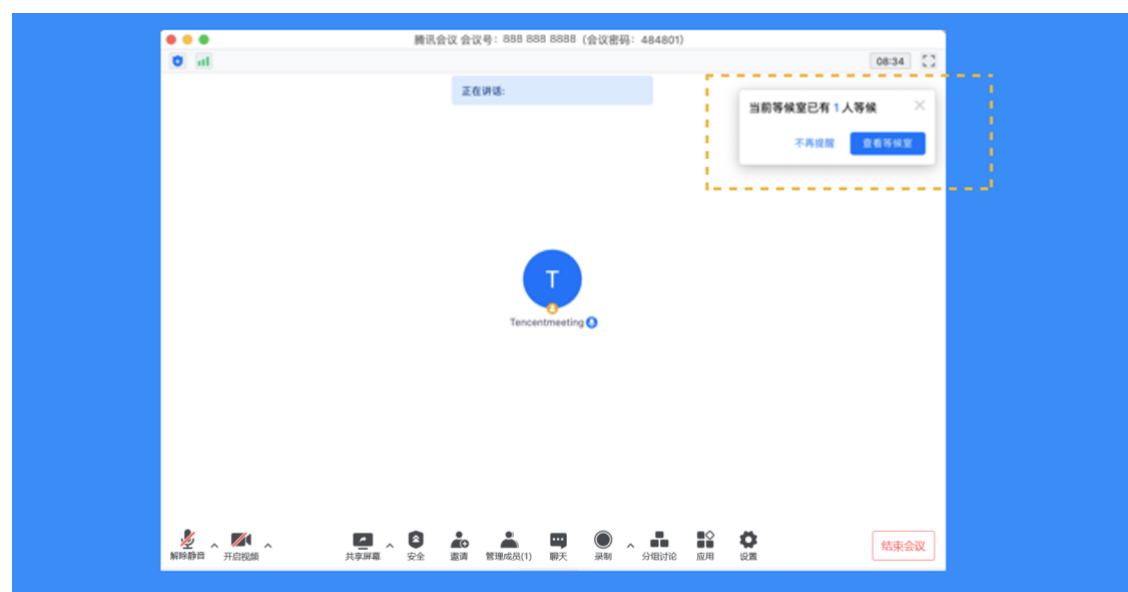 腾讯会议 会议号：888 888 8888（会议密码：484801）
08:34
正在讲话:
当前等候室已有 1 人等候
不再提醒 查看等候室
T
Tencentmeeting
解除静音 开启视频 共享屏幕 安全 邀请 管理成员(1) 聊天 录制 分组讨论 应用 设置 结束会议